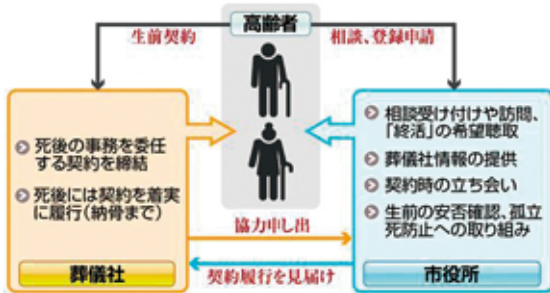 高齢者
生前契約
相談、登録申請
死後の事務を委任
する契約を締結
死後には契約を着実
に履行(納骨まで)
葬儀社
相談受け付けや訪問、
「終活」の希望聴取
葬儀社情報の提供
契約時の立ち会い
生前の安否確認、孤立
死防止への取り組み
市役所
協力申し出
契約履行を見届け